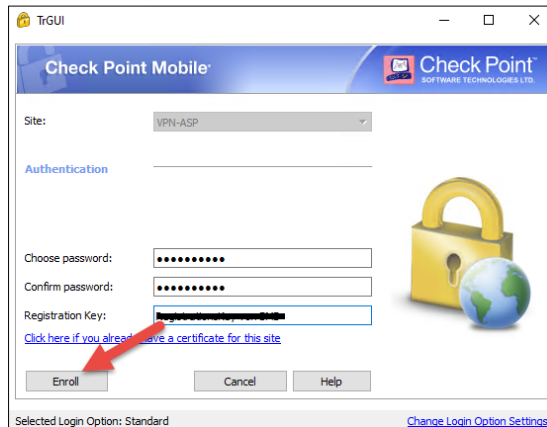 TrGUI
Check Point Mobile
Check Point
SOFTWARE TECHNOLOGIES LTD.
Site:
VPN-ASP
Authentication
Choose password:
••••••••••
Confirm password:
••••••••••
Registration Key:
Click here if you already have a certificate for this site
Enroll
Cancel
Help
Selected Login Option: Standard
Change Login Option Settings